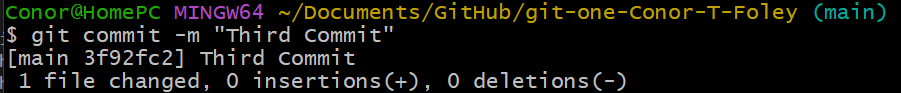 Conor@HomePC MINGW64 ~/Documents/GitHub/git-one-Conor-T-Foley (main)
$ git commit -m "Third Commit"
[main 3f92fc2] Third Commit
 1 file changed, 0 insertions(+), 0 deletions(-)